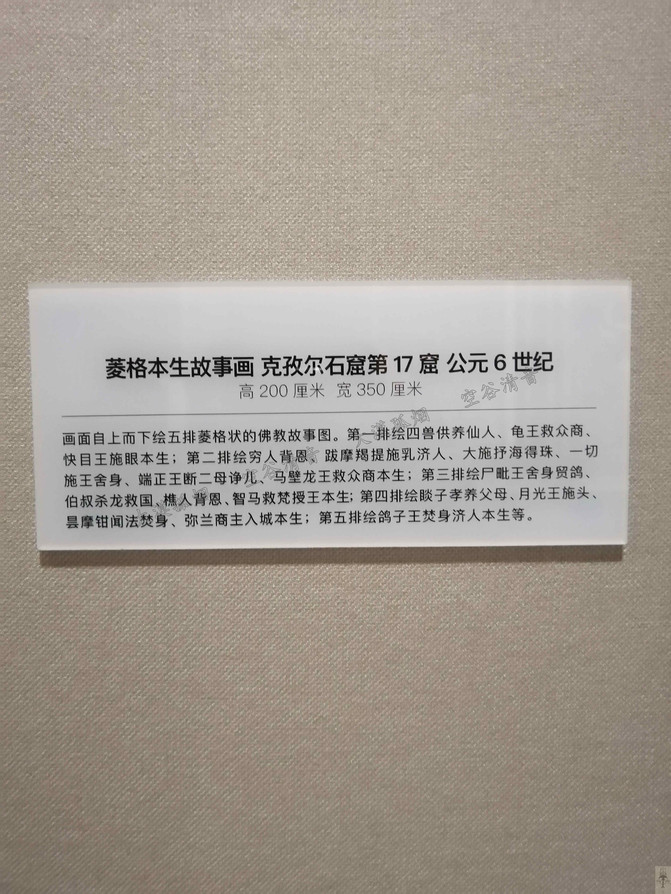 菱格本生故事画 克孜尔石窟第 17 窟 公元 6 世纪
高 200 厘米 宽 350 厘米
画面自上而下绘五排菱格状的佛教故事图。第一排绘四兽供养仙人、龟王救众商、
快目王施眼本生；第二排绘穷人背恩、跋摩羯提施乳济人、大施抒海得珠、一切
施王舍身、端正王断二母诤儿、马壁龙王救众商本生；第三排绘尸毗王舍身贸鸽、
伯叔杀龙救国、樵人背恩、智马救梵授王本生；第四排绘睒子孝养父母、月光王施头、
昙摩钳闻法焚身、弥兰商主入城本生；第五排绘鸽子王焚身济人本生等。
空谷清音
大漠孤烟
空谷清音